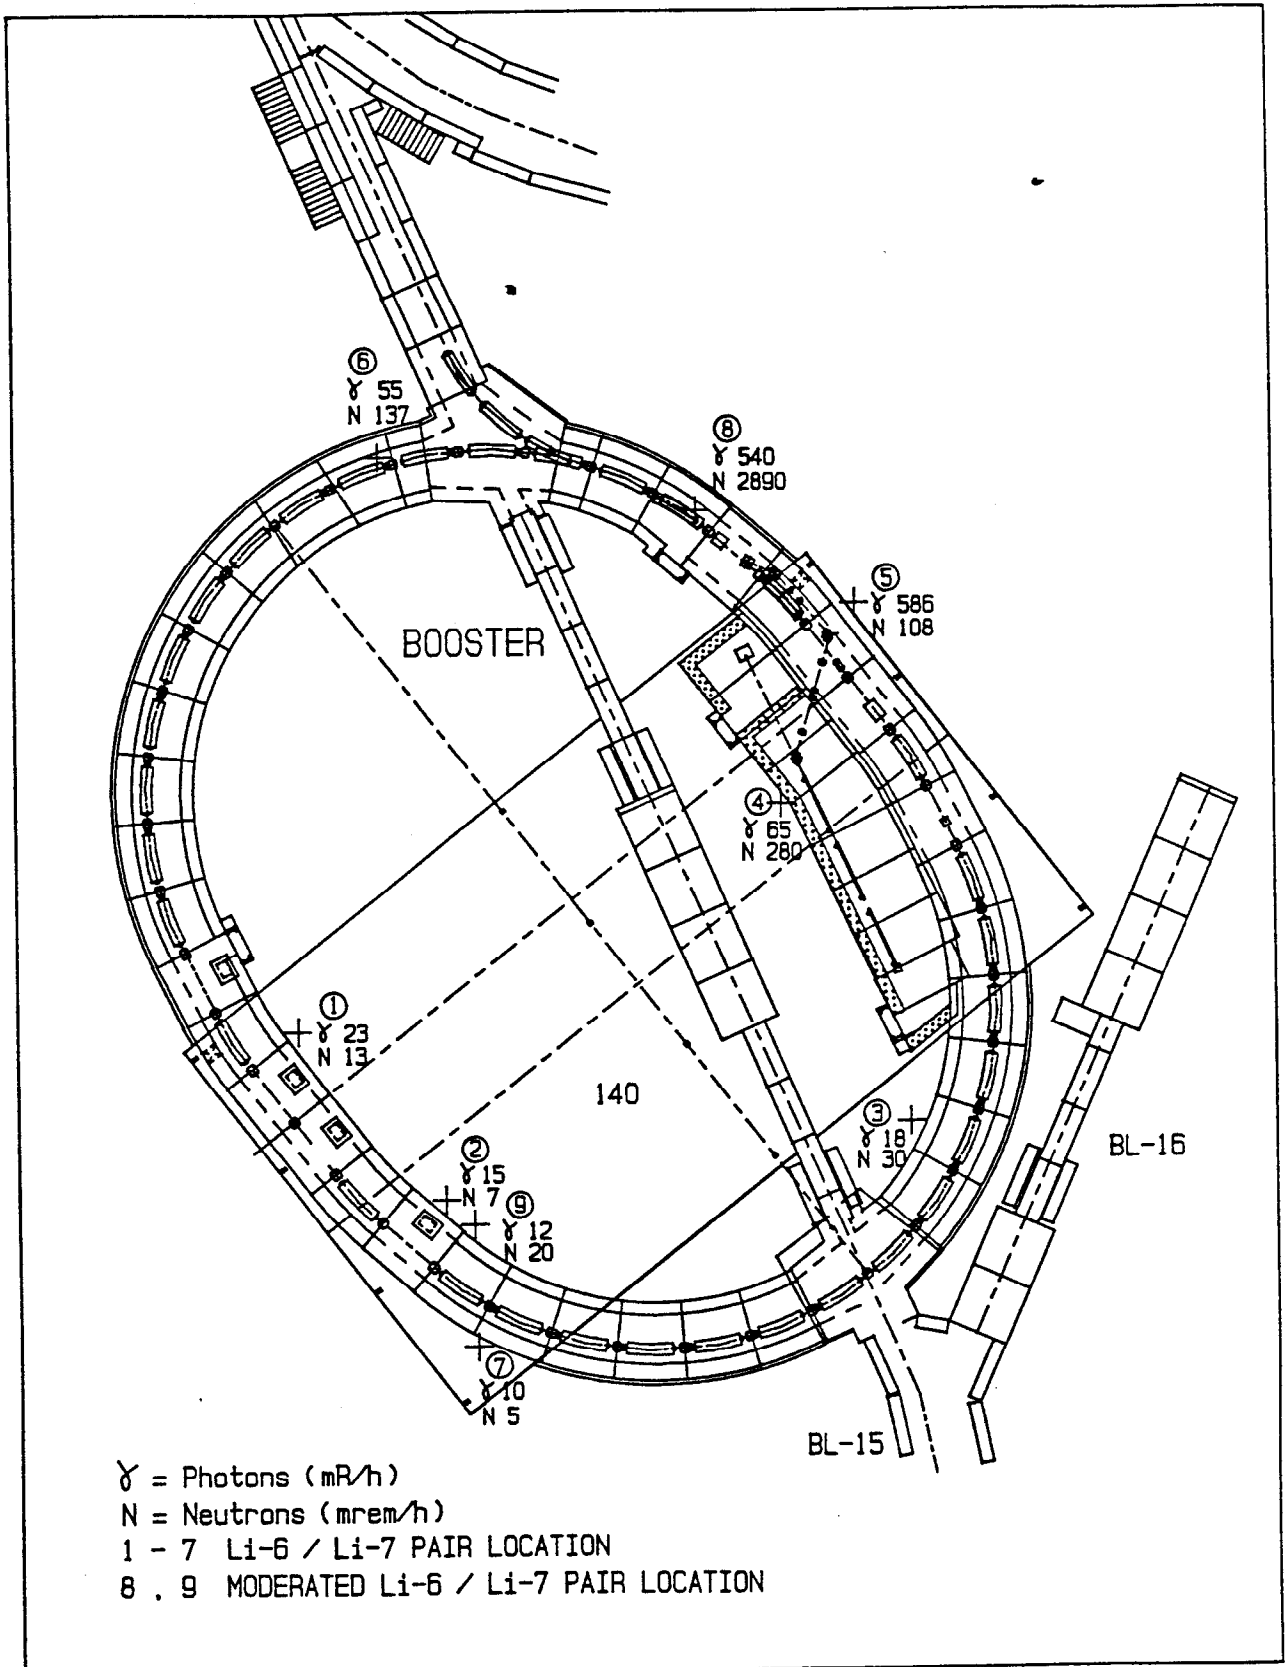 ⑥
γ 55
N 137
⑧
γ 540
N 2890
⑤
γ 586
N 108
BOOSTER
④
γ 65
N 280
①
γ 23
N 13
140
③
γ 18
N 30
BL-16
②
γ 15
N 7
⑨
γ 12
N 20
⑦
γ 10
N 5
BL-15
γ = Photons (mR/h)
N = Neutrons (mrem/h)
1 - 7 Li-6 / Li-7 PAIR LOCATION
8 , 9 MODERATED Li-6 / Li-7 PAIR LOCATION